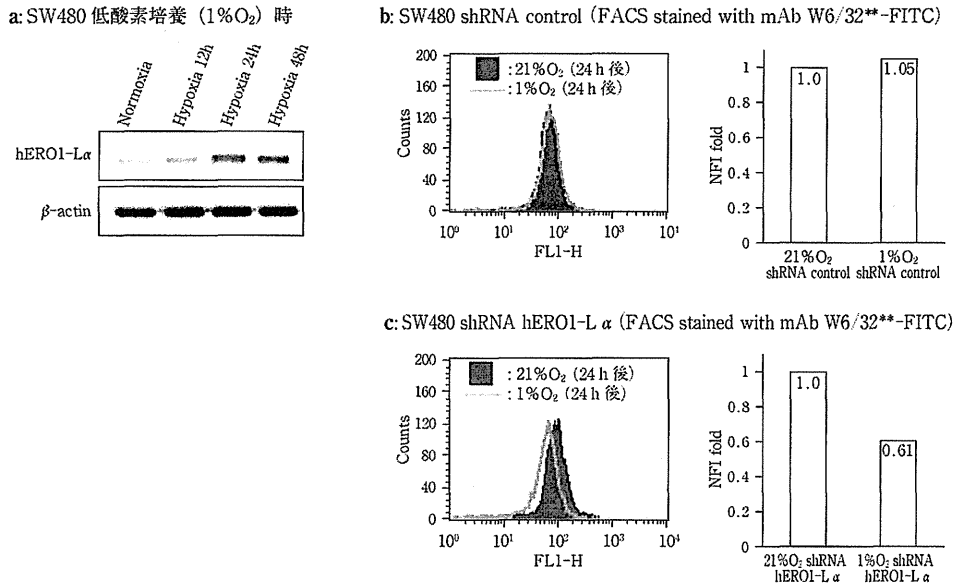 a: SW480 低酸素培養 (1%O₂) 時
Normoxia
Hypoxia 12h
Hypoxia 24h
Hypoxia 48h
hERO1-Lα
β-actin
b: SW480 shRNA control (FACS stained with mAb W6/32**-FITC)
Counts
200
160
120
80
40
0
: 21%O₂ (24 h 後)
: 1%O₂ (24 h 後)
10⁰ 10¹ 10² 10³ 10¹
FL1-H
NFI fold
1
0.8
0.6
0.4
0.2
0
1.0
1.05
21%O₂
shRNA control
1%O₂
shRNA control
c: SW480 shRNA hERO1-L α (FACS stained with mAb W6/32**-FITC)
Counts
200
160
120
80
40
0
: 21%O₂ (24 h 後)
: 1%O₂ (24 h 後)
10⁰ 10¹ 10² 10³ 10¹
FL1-H
NFI fold
1
0.8
0.6
0.4
0.2
0
1.0
0.61
21%O₂ shRNA
hERO1-L α
1%O₂ shRNA
hERO1-L α